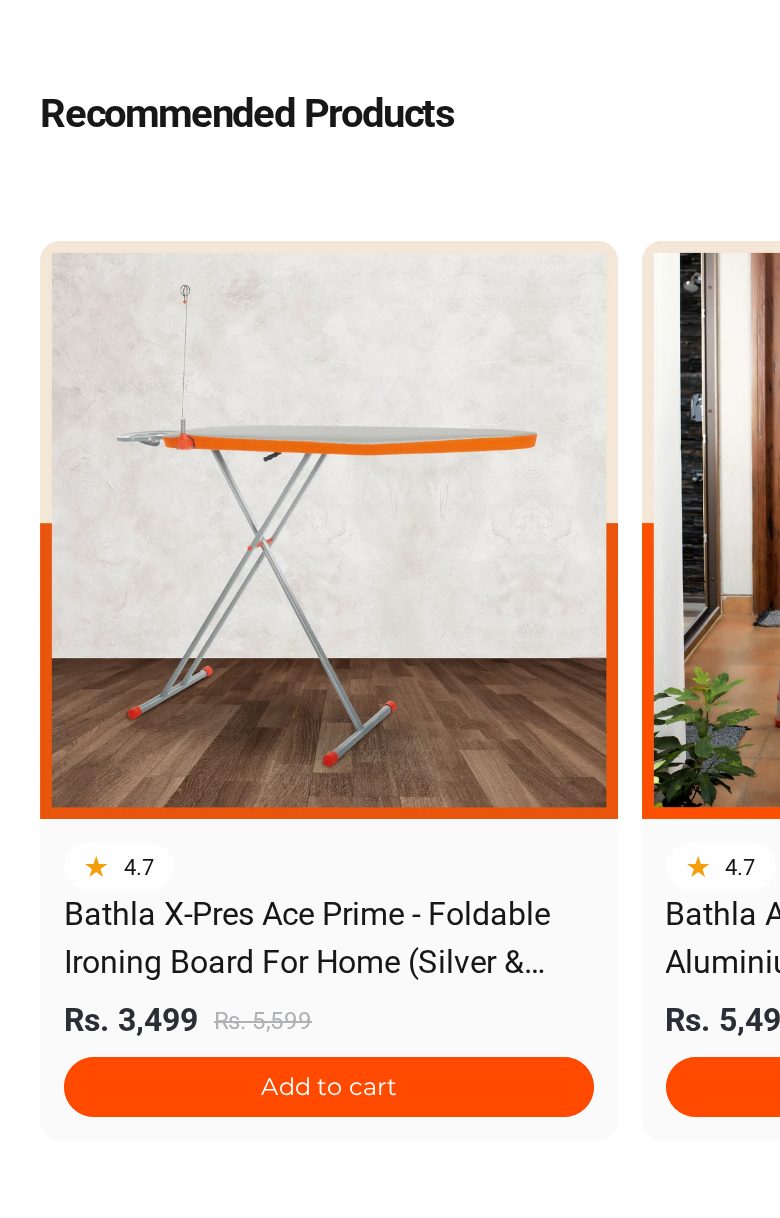 Recommended Products
4.7
Bathla X-Pres Ace Prime - Foldable
Ironing Board For Home (Silver &...
Rs. 3,499 Rs. 5,599
Add to cart
4.7
Bathla
Rs. 5,49